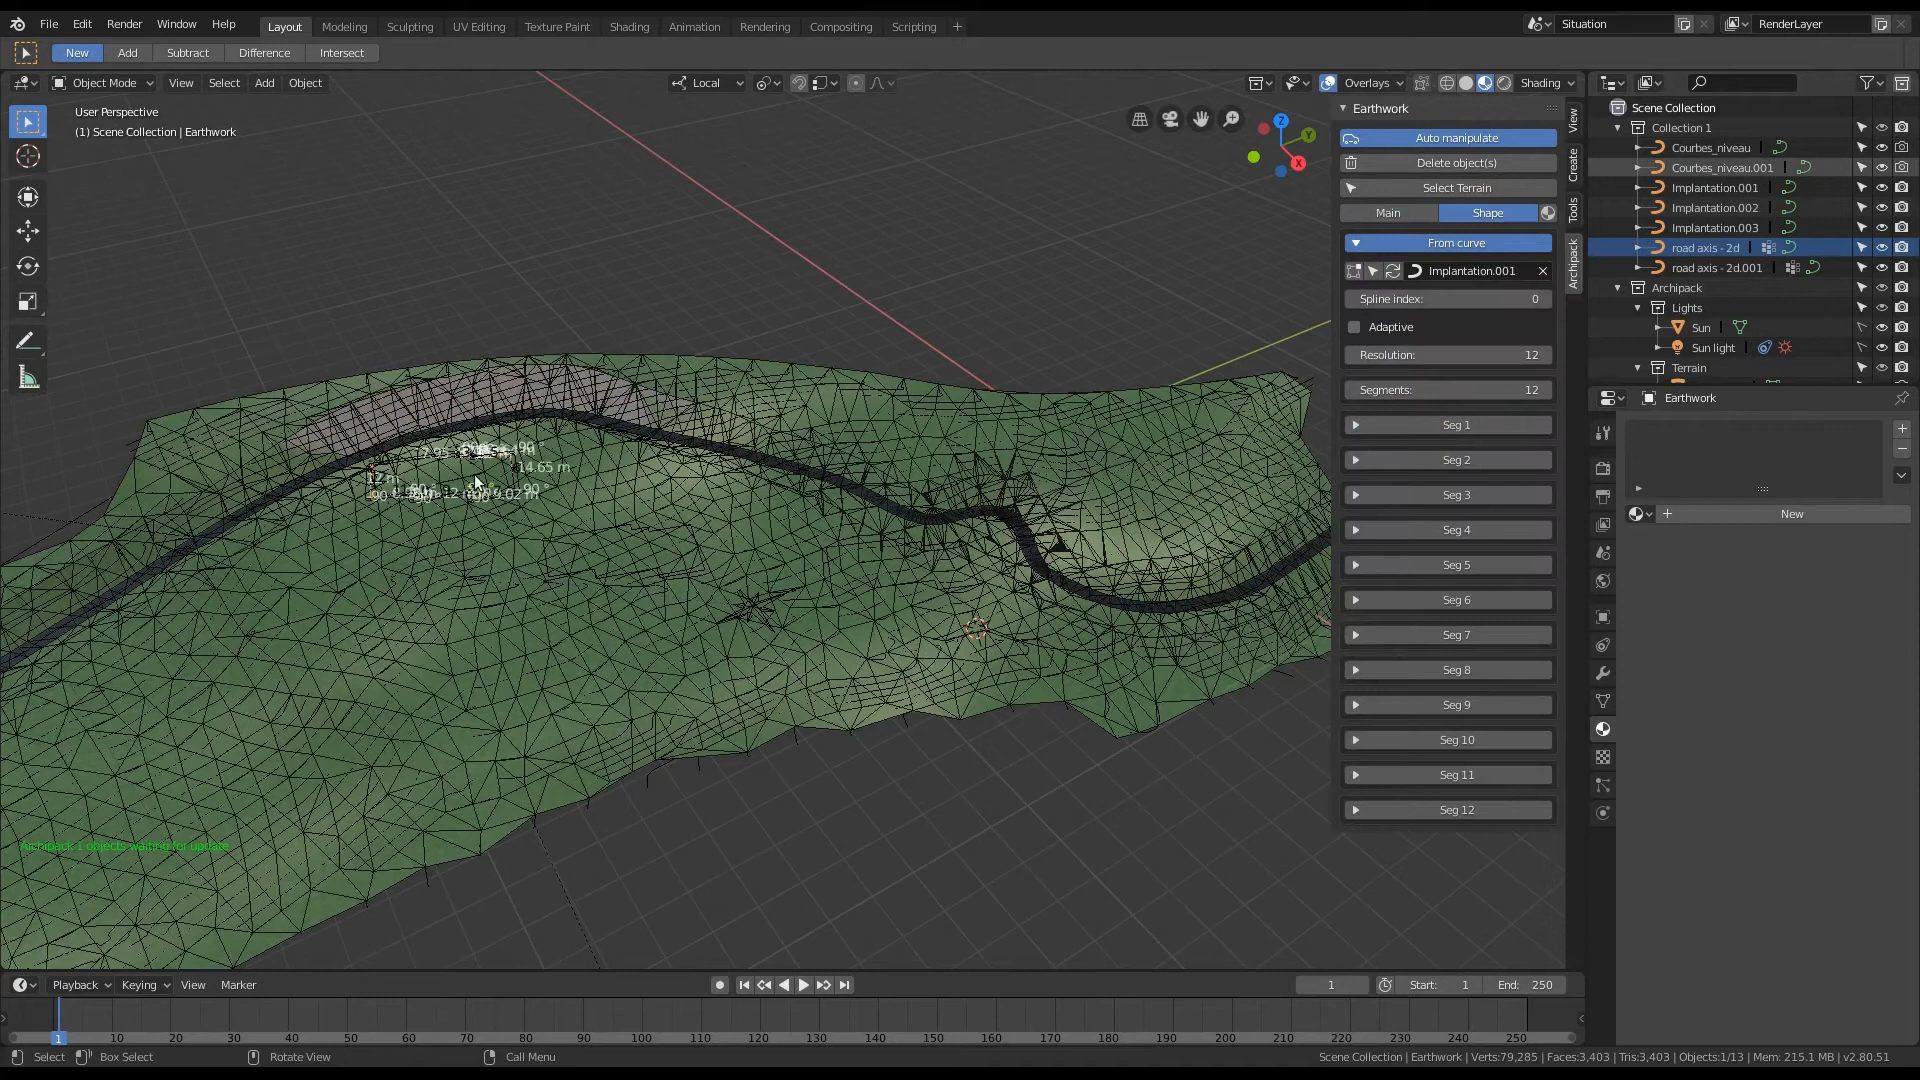 File Edit Render Window Help Layout Modeling Sculpting UV Editing Texture Paint Shading Animation Rendering Compositing Scripting + Situation RenderLayer
New Add Subtract Difference Intersect
Object Mode View Select Add Object Local Overlays Shading
User Perspective
(1) Scene Collection | Earthwork
Z
Y
X
Earthwork
Auto manipulate
Delete object(s)
Select Terrain
Main Shape
From curve
Implantation.001
Spline index: 0
Adaptive
Resolution: 12
Segments: 12
Seg 1
Seg 2
Seg 3
Seg 4
Seg 5
Seg 6
Seg 7
Seg 8
Seg 9
Seg 10
Seg 11
Seg 12
View
Create
Tools
Archipack
Scene Collection
Collection 1
Courbes_niveau
Courbes_niveau.001
Implantation.001
Implantation.002
Implantation.003
road axis - 2d
road axis - 2d.001
Archipack
Lights
Sun
Sun light
Terrain
Earthwork
New
14.65 m
Archipack 1 objects waiting for update
Playback Keying View Marker 1 Start: 1 End: 250
1 10 20 30 40 50 60 70 80 90 100 110 120 130 140 150 160 170 180 190 200 210 220 230 240 250
Select Box Select Rotate View Call Menu Scene Collection | Earthwork | Verts:79,285 | Faces:3,403 | Tris:3,403 | Objects:1/13 | Mem: 215.1 MB | v2.80.51